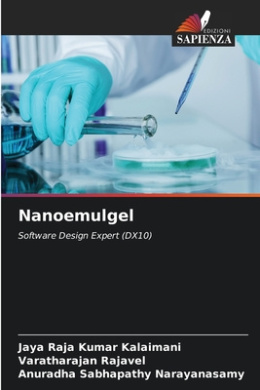 EDIZIONI
SAPIENZA
Nanoemulgel
Software Design Expert (DX10)
Jaya Raja Kumar Kalaimani
Varatharajan Rajavel
Anuradha Sabhapathy Narayanasamy